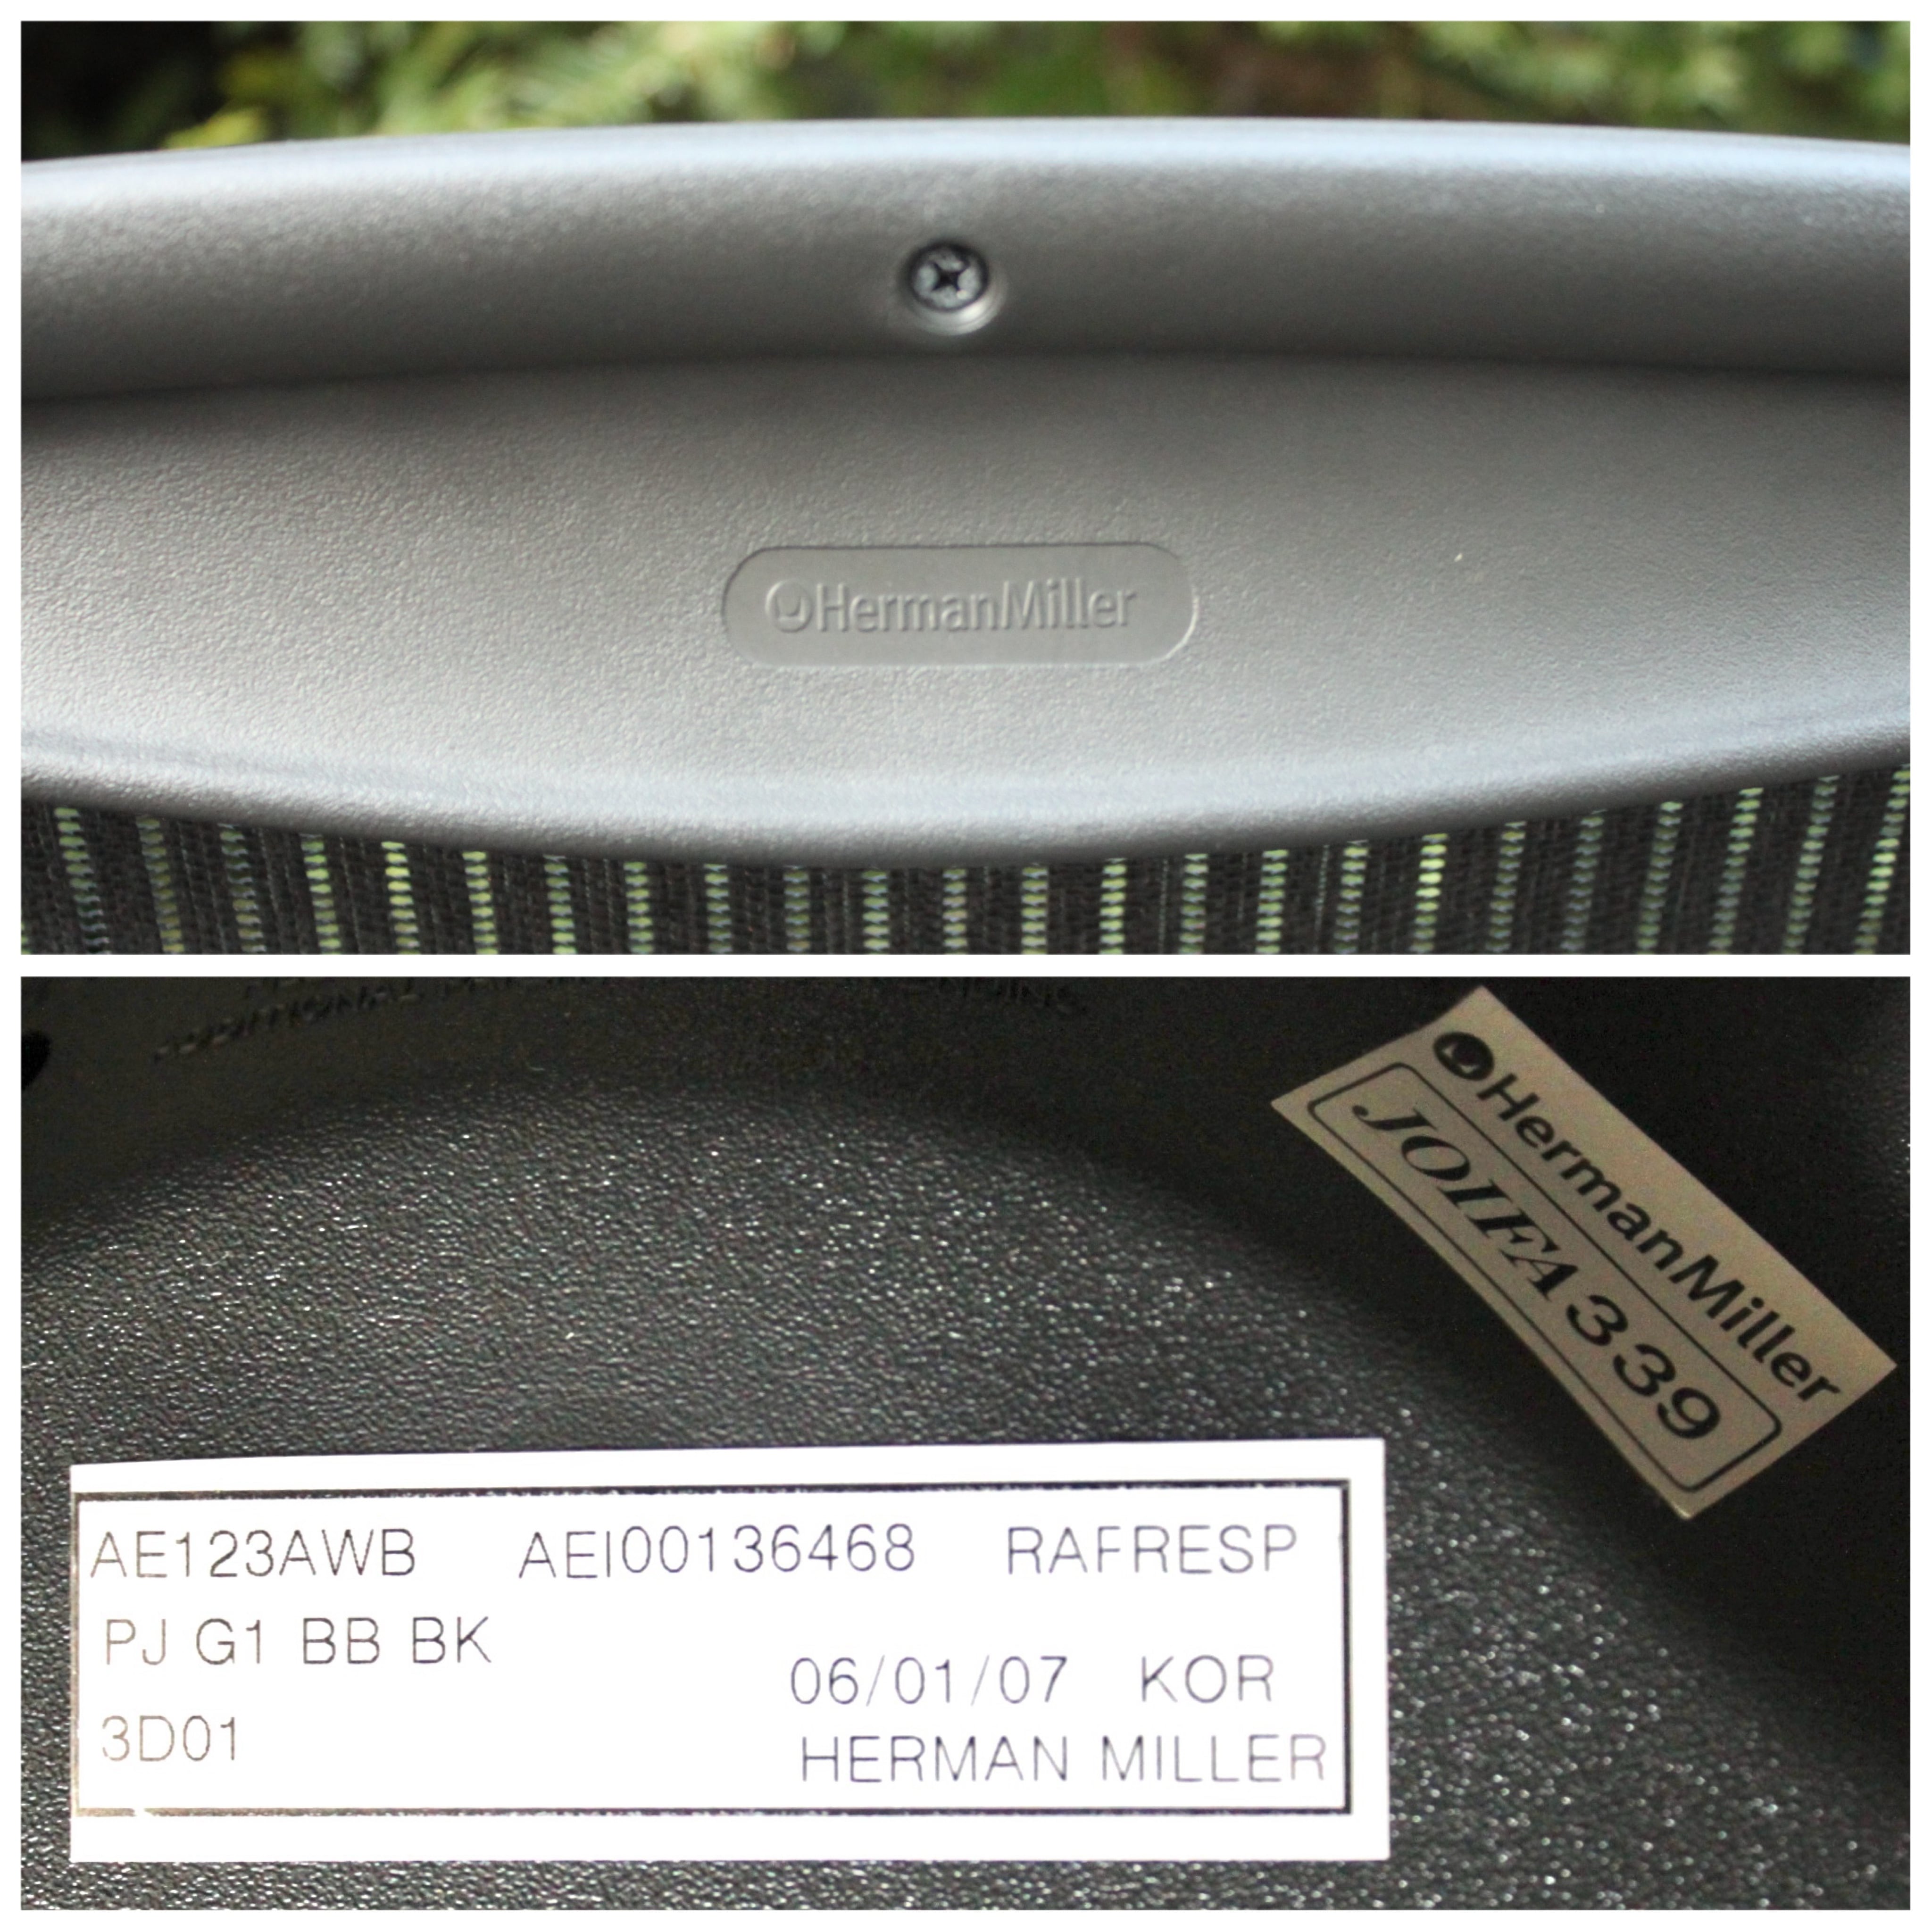 HermanMiller
HermanMiller
JOIFA 339
AE123AWB AEI00136468 RAFRESP
PJ G1 BB BK
06/01/07 KOR
3D01
HERMAN MILLER